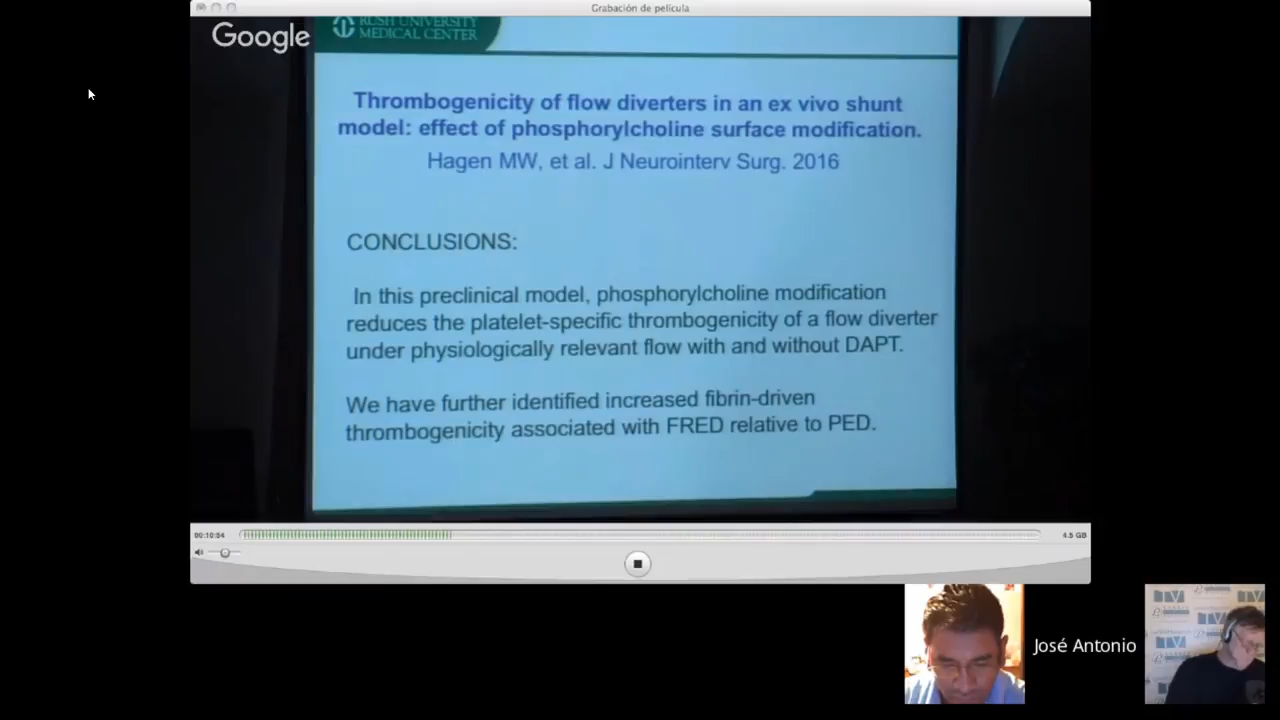 Grabación de película
Google
RUSH UNIVERSITY
MEDICAL CENTER
Thrombogenicity of flow diverters in an ex vivo shunt
model: effect of phosphorylcholine surface modification.
Hagen MW, et al. J Neurointerv Surg. 2016
CONCLUSIONS:
In this preclinical model, phosphorylcholine modification
reduces the platelet-specific thrombogenicity of a flow diverter
under physiologically relevant flow with and without DAPT.
We have further identified increased fibrin-driven
thrombogenicity associated with FRED relative to PED.
00:10:54
4.5 GB
José Antonio
ITV